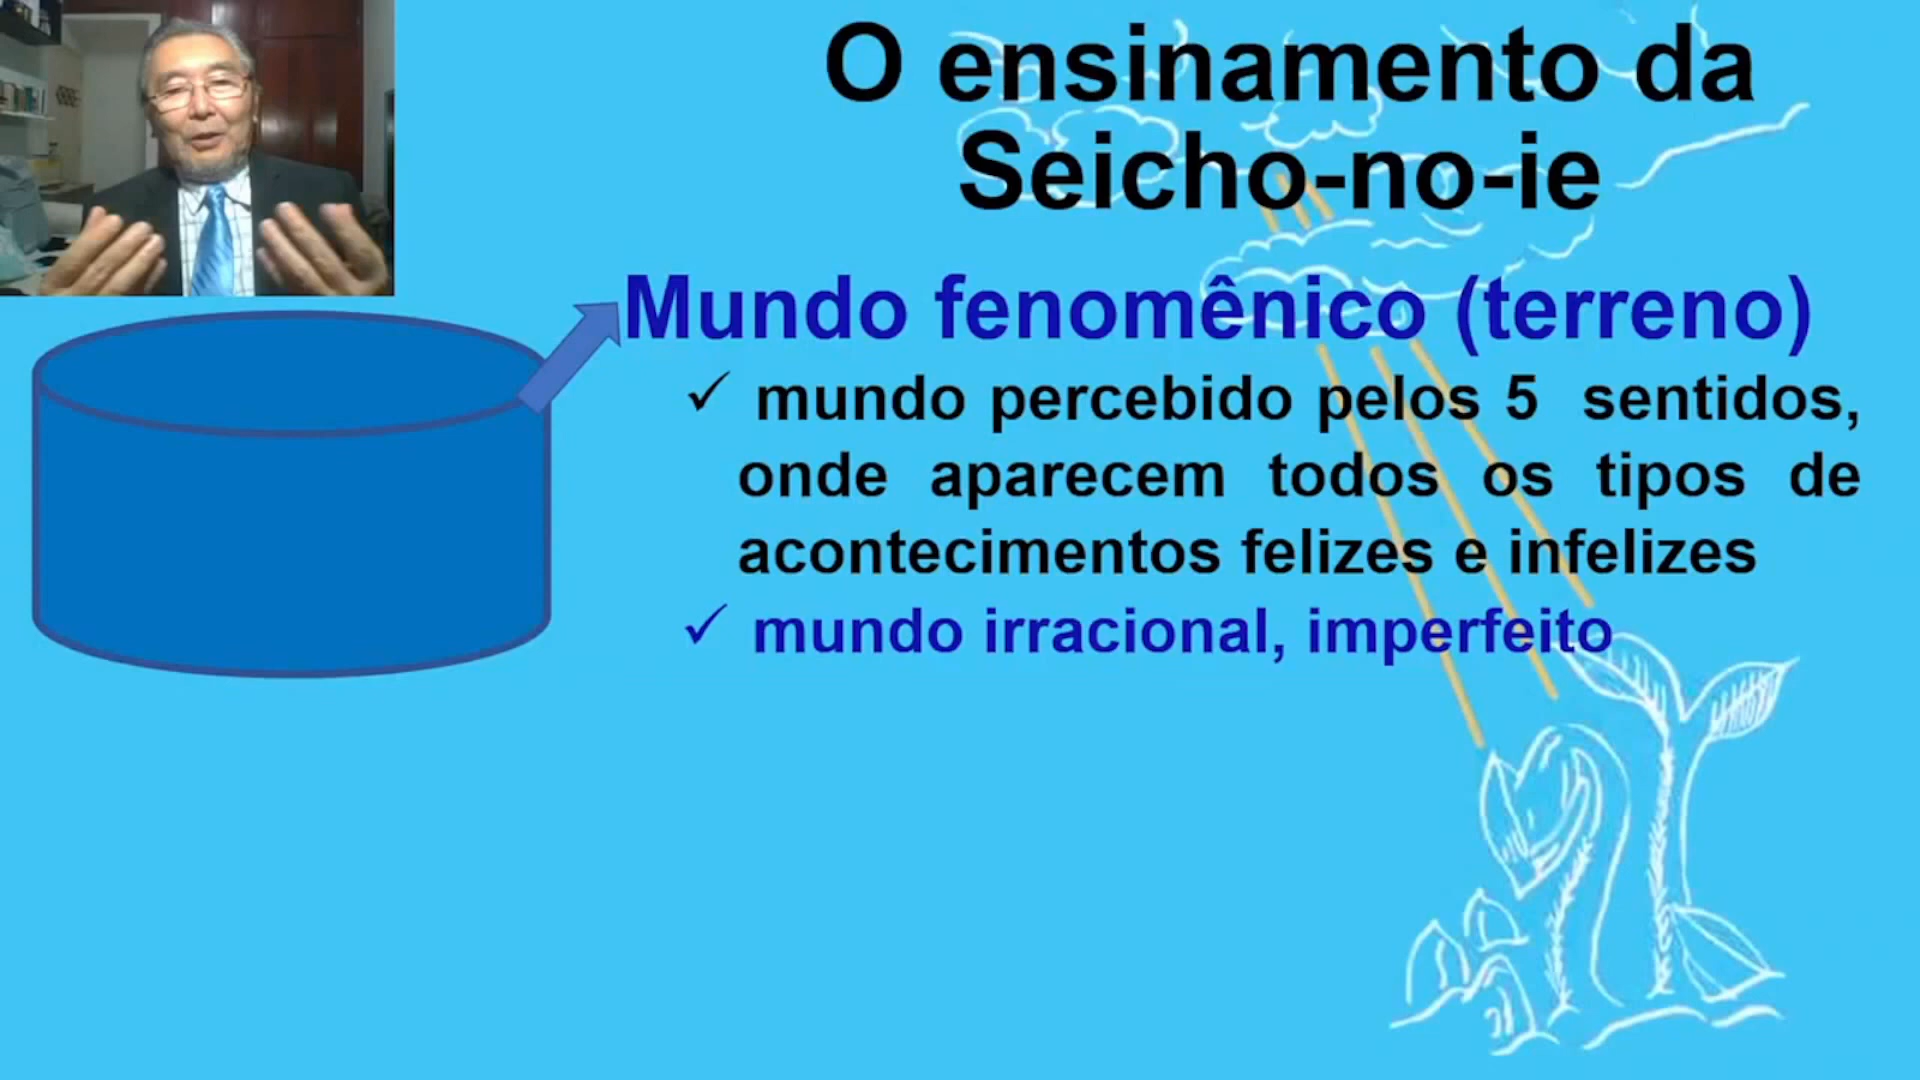 O ensinamento da
Seicho-no-ie
Mundo fenomênico (terreno)
✓ mundo percebido pelos 5 sentidos,
onde aparecem todos os tipos de
acontecimentos felizes e infelizes
✓ mundo irracional, imperfeito